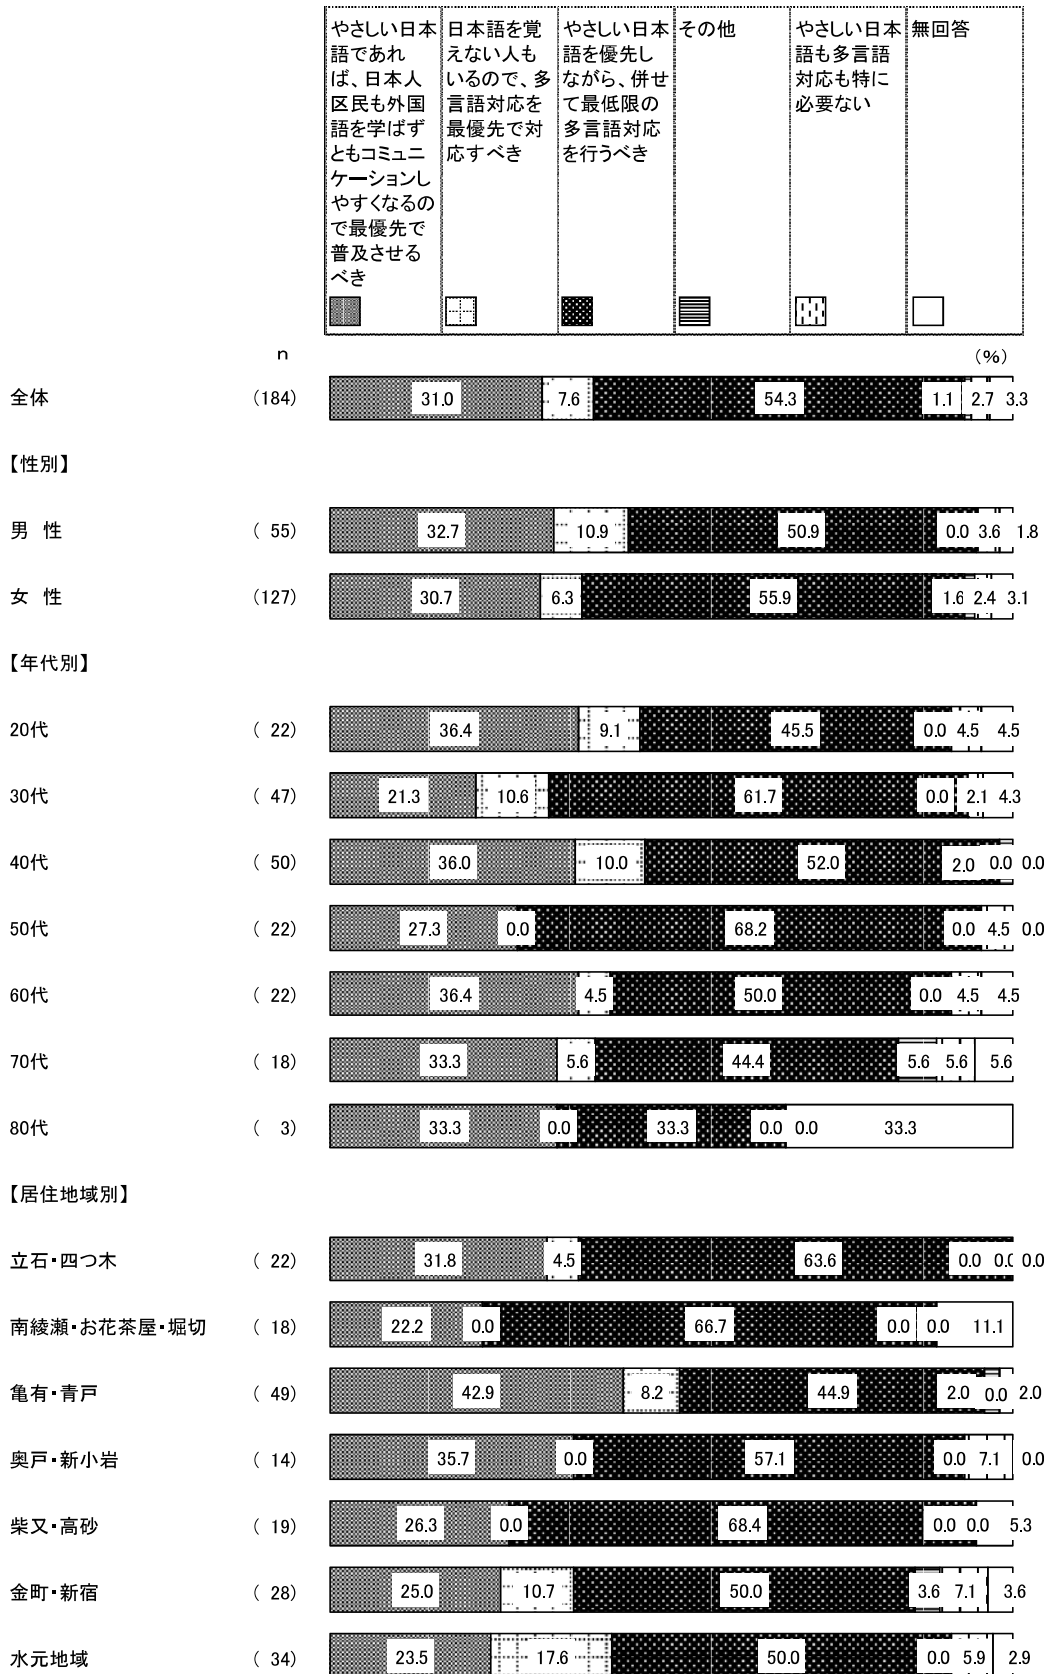 やさしい日本
語であれ
ば、日本人
区民も外国
語を学ばず
ともコミュニ
ケーションし
やすくなるの
で最優先で
普及させる
べき
日本語を覚
えない人も
いるので、多
言語対応を
最優先で対
応すべき
やさしい日本
語を優先し
ながら、併せ
て最低限の
多言語対応
を行うべき
その他
やさしい日本
語も多言語
対応も特に
必要ない
無回答
n
(%)
全体 (184) 31.0 7.6 54.3 1.1 2.7 3.3
【性別】
男 性 ( 55) 32.7 10.9 50.9 0.0 3.6 1.8
女 性 (127) 30.7 6.3 55.9 1.6 2.4 3.1
【年代別】
20代 ( 22) 36.4 9.1 45.5 0.0 4.5 4.5
30代 ( 47) 21.3 10.6 61.7 0.0 2.1 4.3
40代 ( 50) 36.0 10.0 52.0 2.0 0.0 0.0
50代 ( 22) 27.3 0.0 68.2 0.0 4.5 0.0
60代 ( 22) 36.4 4.5 50.0 0.0 4.5 4.5
70代 ( 18) 33.3 5.6 44.4 5.6 5.6 5.6
80代 ( 3) 33.3 0.0 33.3 0.0 0.0 33.3
【居住地域別】
立石・四つ木 ( 22) 31.8 4.5 63.6 0.0 0.0 0.0
南綾瀬・お花茶屋・堀切 ( 18) 22.2 0.0 66.7 0.0 0.0 11.1
亀有・青戸 ( 49) 42.9 8.2 44.9 2.0 0.0 2.0
奥戸・新小岩 ( 14) 35.7 0.0 57.1 0.0 7.1 0.0
柴又・高砂 ( 19) 26.3 0.0 68.4 0.0 0.0 5.3
金町・新宿 ( 28) 25.0 10.7 50.0 3.6 7.1 3.6
水元地域 ( 34) 23.5 17.6 50.0 0.0 5.9 2.9